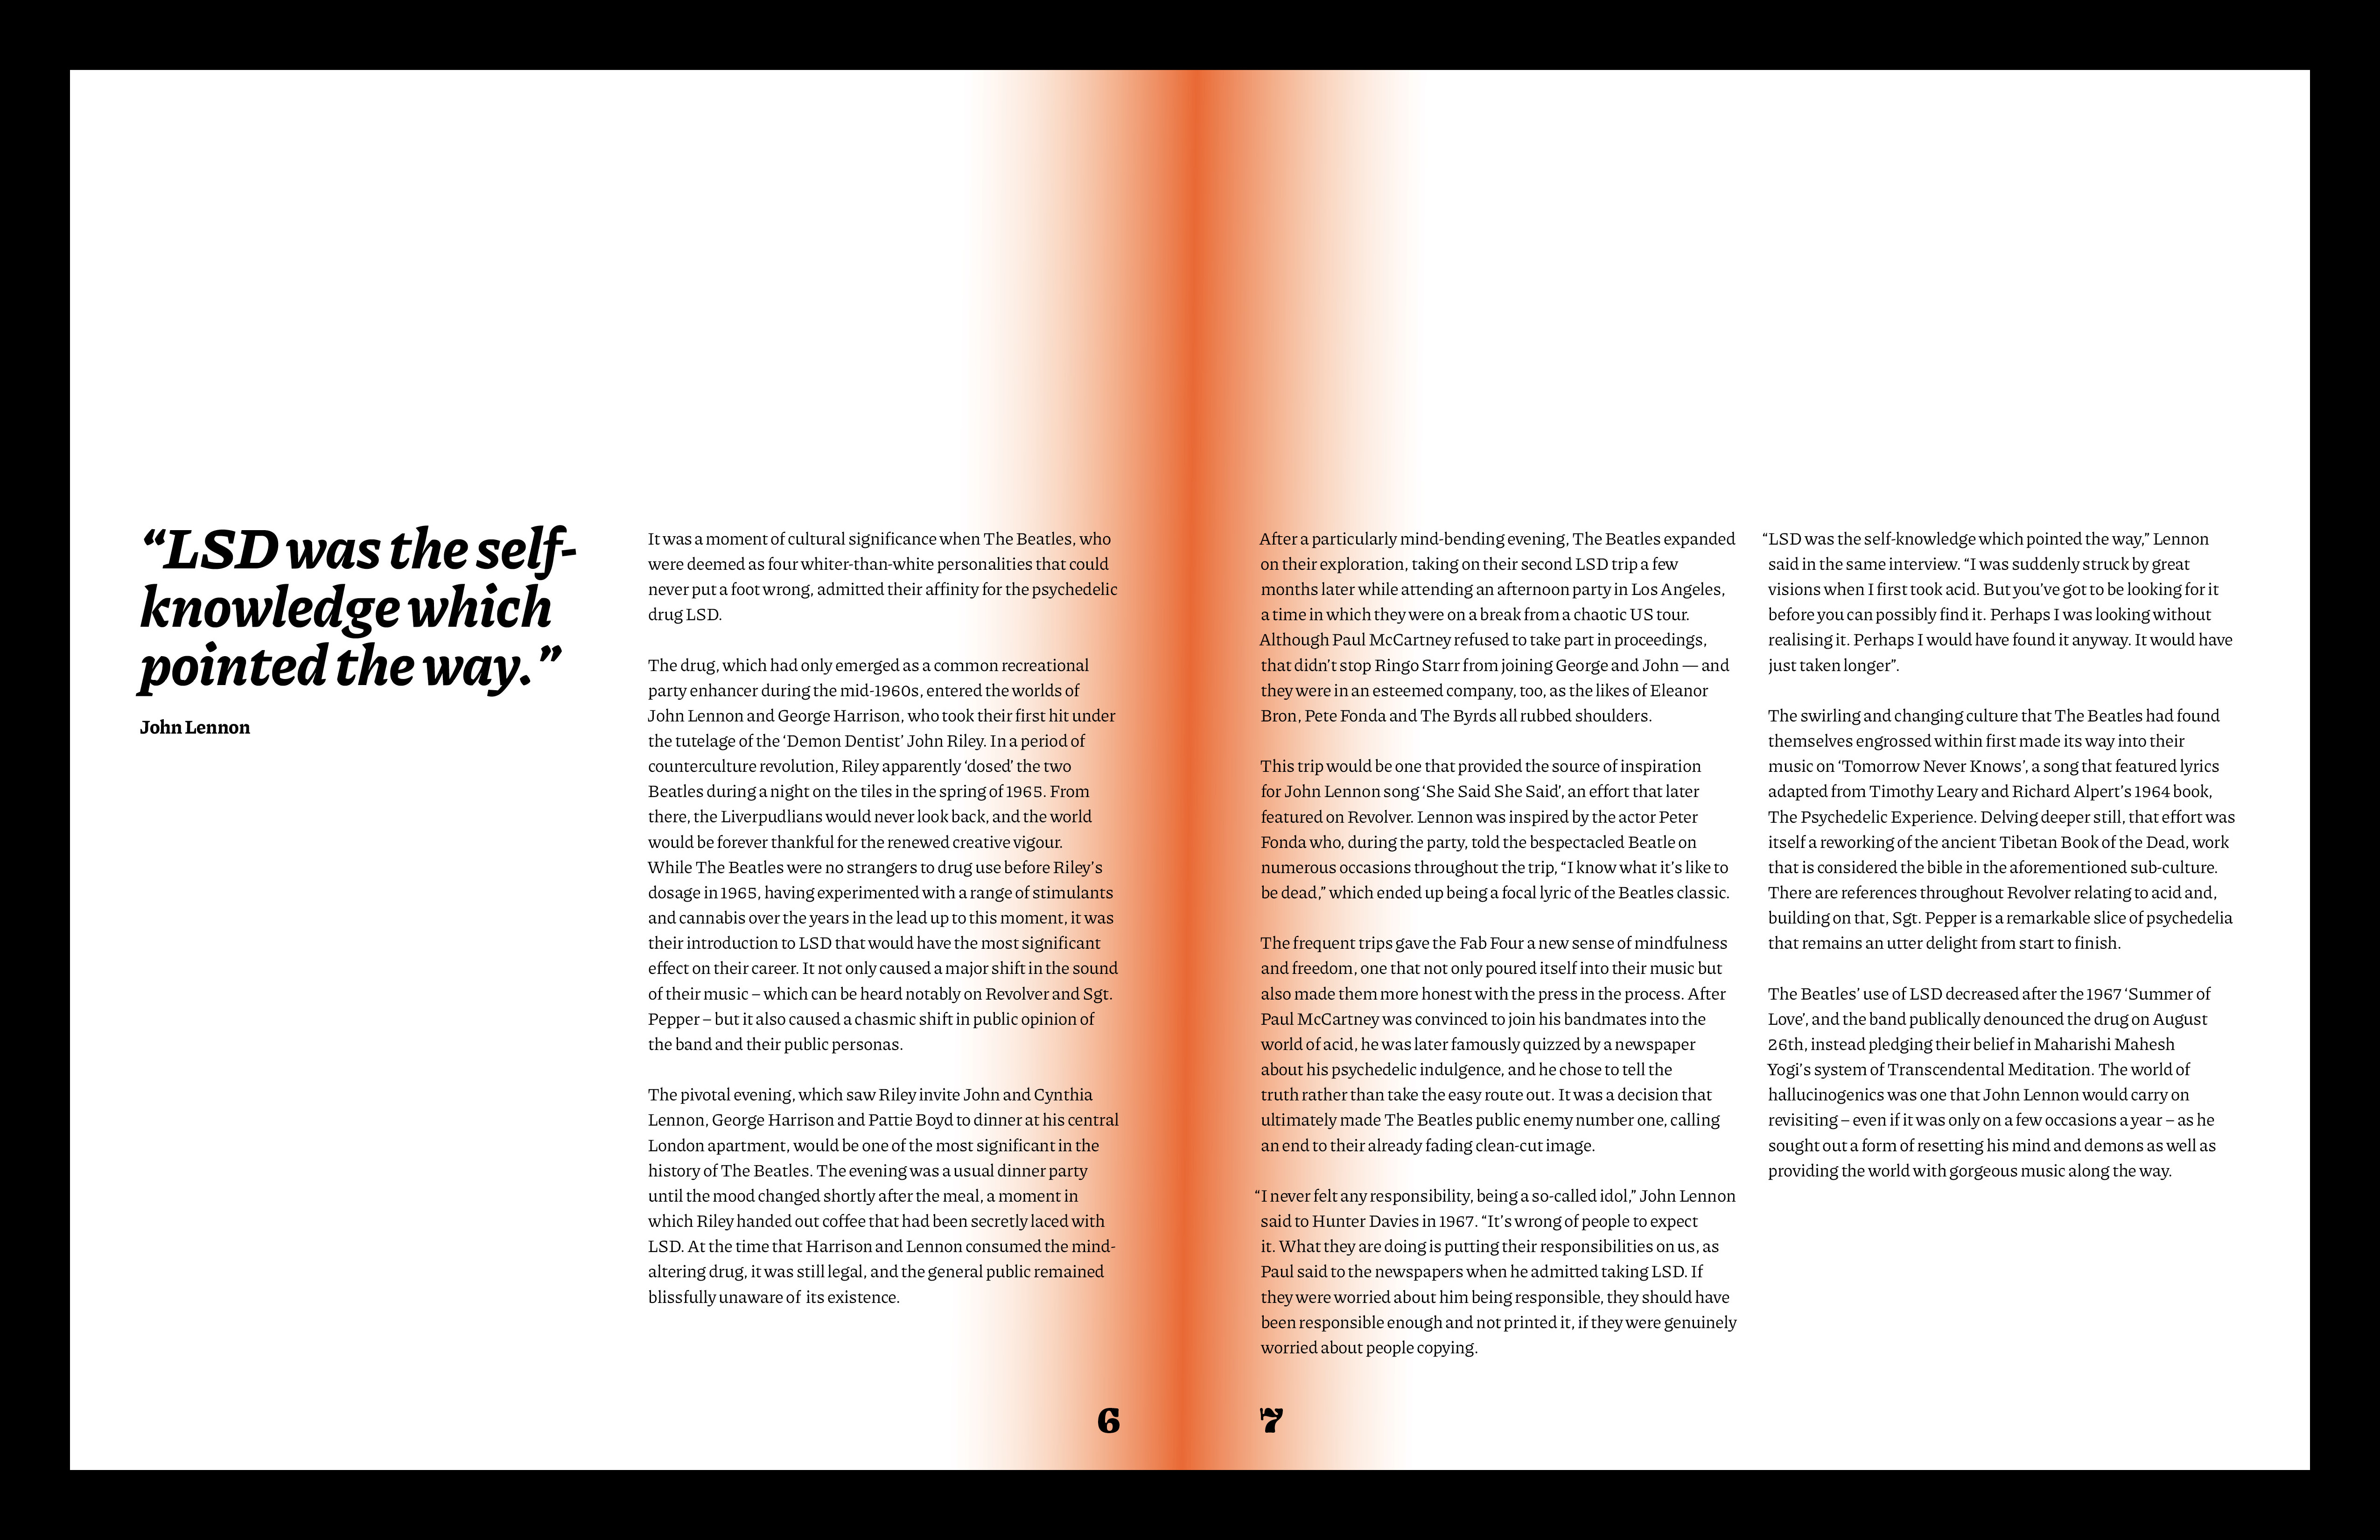 “LSD was the self-
knowledge which
pointed the way.”
John Lennon
It was a moment of cultural significance when The Beatles, who
were deemed as four whiter-than-white personalities that could
never put a foot wrong, admitted their affinity for the psychedelic
drug LSD.
The drug, which had only emerged as a common recreational
party enhancer during the mid-1960s, entered the worlds of
John Lennon and George Harrison, who took their first hit under
the tutelage of the ‘Demon Dentist’ John Riley. In a period of
counterculture revolution, Riley apparently ‘dosed’ the two
Beatles during a night on the tiles in the spring of 1965. From
there, the Liverpudlians would never look back, and the world
would be forever thankful for the renewed creative vigour.
While The Beatles were no strangers to drug use before Riley’s
dosage in 1965, having experimented with a range of stimulants
and cannabis over the years in the lead up to this moment, it was
their introduction to LSD that would have the most significant
effect on their career. It not only caused a major shift in the sound
of their music – which can be heard notably on Revolver and Sgt.
Pepper – but it also caused a chasmic shift in public opinion of
the band and their public personas.
The pivotal evening, which saw Riley invite John and Cynthia
Lennon, George Harrison and Pattie Boyd to dinner at his central
London apartment, would be one of the most significant in the
history of The Beatles. The evening was a usual dinner party
until the mood changed shortly after the meal, a moment in
which Riley handed out coffee that had been secretly laced with
LSD. At the time that Harrison and Lennon consumed the mind-
altering drug, it was still legal, and the general public remained
blissfully unaware of its existence.
6
After a particularly mind-bending evening, The Beatles expanded
on their exploration, taking on their second LSD trip a few
months later while attending an afternoon party in Los Angeles,
a time in which they were on a break from a chaotic US tour.
Although Paul McCartney refused to take part in proceedings,
that didn’t stop Ringo Starr from joining George and John — and
they were in an esteemed company, too, as the likes of Eleanor
Bron, Pete Fonda and The Byrds all rubbed shoulders.
This trip would be one that provided the source of inspiration
for John Lennon song ‘She Said She Said’, an effort that later
featured on Revolver. Lennon was inspired by the actor Peter
Fonda who, during the party, told the bespectacled Beatle on
numerous occasions throughout the trip, “I know what it’s like to
be dead,” which ended up being a focal lyric of the Beatles classic.
The frequent trips gave the Fab Four a new sense of mindfulness
and freedom, one that not only poured itself into their music but
also made them more honest with the press in the process. After
Paul McCartney was convinced to join his bandmates into the
world of acid, he was later famously quizzed by a newspaper
about his psychedelic indulgence, and he chose to tell the
truth rather than take the easy route out. It was a decision that
ultimately made The Beatles public enemy number one, calling
an end to their already fading clean-cut image.
“I never felt any responsibility, being a so-called idol,” John Lennon
said to Hunter Davies in 1967. “It’s wrong of people to expect
it. What they are doing is putting their responsibilities on us, as
Paul said to the newspapers when he admitted taking LSD. If
they were worried about him being responsible, they should have
been responsible enough and not printed it, if they were genuinely
worried about people copying.
7
“LSD was the self-knowledge which pointed the way,” Lennon
said in the same interview. “I was suddenly struck by great
visions when I first took acid. But you’ve got to be looking for it
before you can possibly find it. Perhaps I was looking without
realising it. Perhaps I would have found it anyway. It would have
just taken longer”.
The swirling and changing culture that The Beatles had found
themselves engrossed within first made its way into their
music on ‘Tomorrow Never Knows’, a song that featured lyrics
adapted from Timothy Leary and Richard Alpert’s 1964 book,
The Psychedelic Experience. Delving deeper still, that effort was
itself a reworking of the ancient Tibetan Book of the Dead, work
that is considered the bible in the aforementioned sub-culture.
There are references throughout Revolver relating to acid and,
building on that, Sgt. Pepper is a remarkable slice of psychedelia
that remains an utter delight from start to finish.
The Beatles’ use of LSD decreased after the 1967 ‘Summer of
Love’, and the band publically denounced the drug on August
26th, instead pledging their belief in Maharishi Mahesh
Yogi’s system of Transcendental Meditation. The world of
hallucinogenics was one that John Lennon would carry on
revisiting – even if it was only on a few occasions a year – as he
sought out a form of resetting his mind and demons as well as
providing the world with gorgeous music along the way.